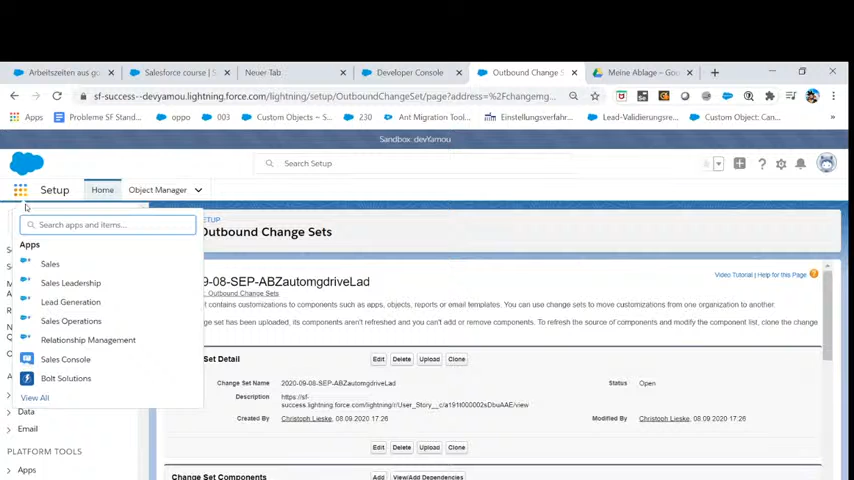 Arbeitszeiten aus g
Salesforce course | S
Neuer Tab
Developer Console
Outbound Change S
Meine Ablage – Goo
sf-success--devyamou.lightning.force.com/lightning/setup/OutboundChangeSet/page?address=%2Fchangemg...
Apps
Probleme SF Stand...
oppo
003
Custom Objects – S...
230
Ant Migration Tool...
Einstellungsverfahr...
Lead-Validierungsre...
Custom Object: Can...
Sandbox: devYamou
Search Setup
Setup
Home
Object Manager
Search apps and items...
Apps
Sales
Sales Leadership
Lead Generation
Sales Operations
Relationship Management
Sales Console
Bolt Solutions
View All
Data
Email
PLATFORM TOOLS
Apps
SETUP
Outbound Change Sets
-09-08-SEP-ABZautomgdriveLad
Video Tutorial | Help for this Page
: Outbound Change Sets
t contains customizations to components such as apps, objects, reports or email templates. You can use change sets to move customizations from one organization to another.
ge set has been uploaded, its components aren't refreshed and you can't add or remove components. To refresh the source of components and modify the component list, clone the change
Set Detail
Edit Delete Upload Clone
Change Set Name 2020-09-08-SEP-ABZautomgdriveLad Status Open
Description https://sf-
success.lightning.force.com/lightning/r/User_Story__c/a191t000002sDbuAAE/view
Created By Christoph Lieske, 08.09.2020 17:26 Modified By Christoph Lieske, 08.09.2020 17:26
Edit Delete Upload Clone
Change Set Components Add View/Add Dependencies